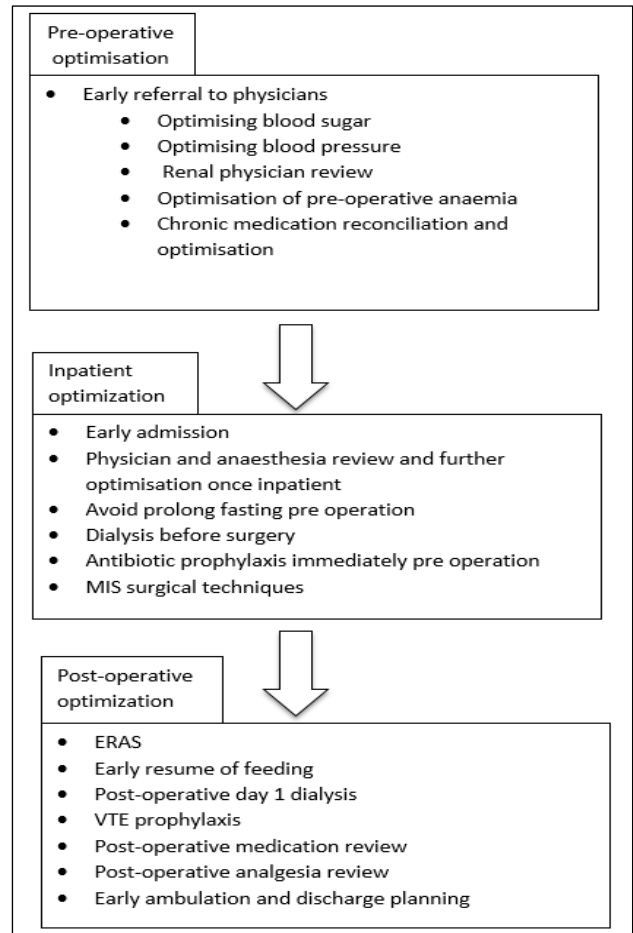 Pre-operative
optimisation
• Early referral to physicians
• Optimising blood sugar
• Optimising blood pressure
• Renal physician review
• Optimisation of pre-operative anaemia
• Chronic medication reconciliation and
optimisation
Inpatient
optimization
• Early admission
• Physician and anaesthesia review and further
optimisation once inpatient
• Avoid prolong fasting pre operation
• Dialysis before surgery
• Antibiotic prophylaxis immediately pre operation
• MIS surgical techniques
Post-operative
optimization
• ERAS
• Early resume of feeding
• Post-operative day 1 dialysis
• VTE prophylaxis
• Post-operative medication review
• Post-operative analgesia review
• Early ambulation and discharge planning